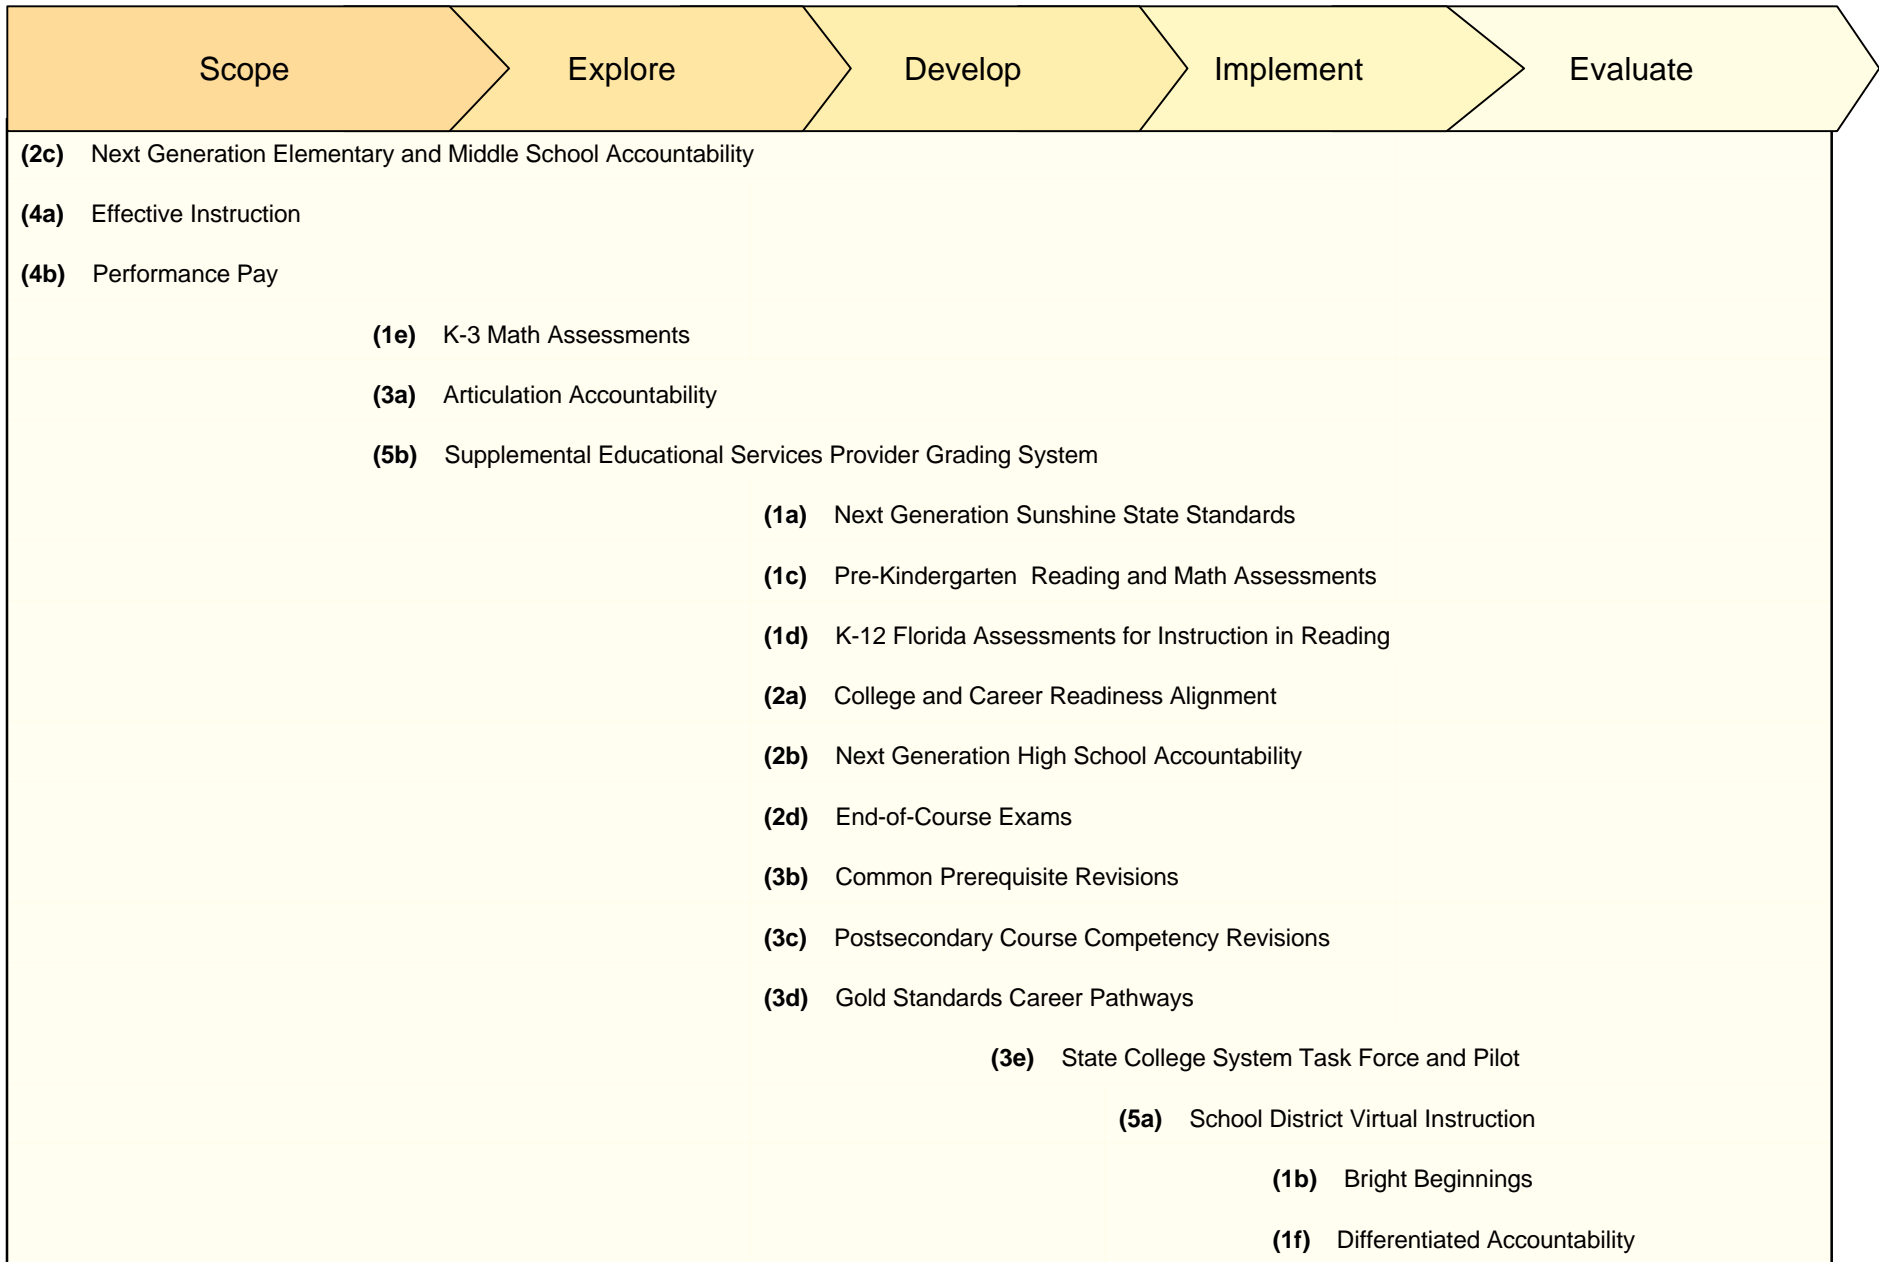 Scope Explore Develop Implement Evaluate
(2c) Next Generation Elementary and Middle School Accountability
(4a) Effective Instruction
(4b) Performance Pay
(1e) K-3 Math Assessments
(3a) Articulation Accountability
(5b) Supplemental Educational Services Provider Grading System
(1a) Next Generation Sunshine State Standards
(1c) Pre-Kindergarten Reading and Math Assessments
(1d) K-12 Florida Assessments for Instruction in Reading
(2a) College and Career Readiness Alignment
(2b) Next Generation High School Accountability
(2d) End-of-Course Exams
(3b) Common Prerequisite Revisions
(3c) Postsecondary Course Competency Revisions
(3d) Gold Standards Career Pathways
(3e) State College System Task Force and Pilot
(5a) School District Virtual Instruction
(1b) Bright Beginnings
(1f) Differentiated Accountability